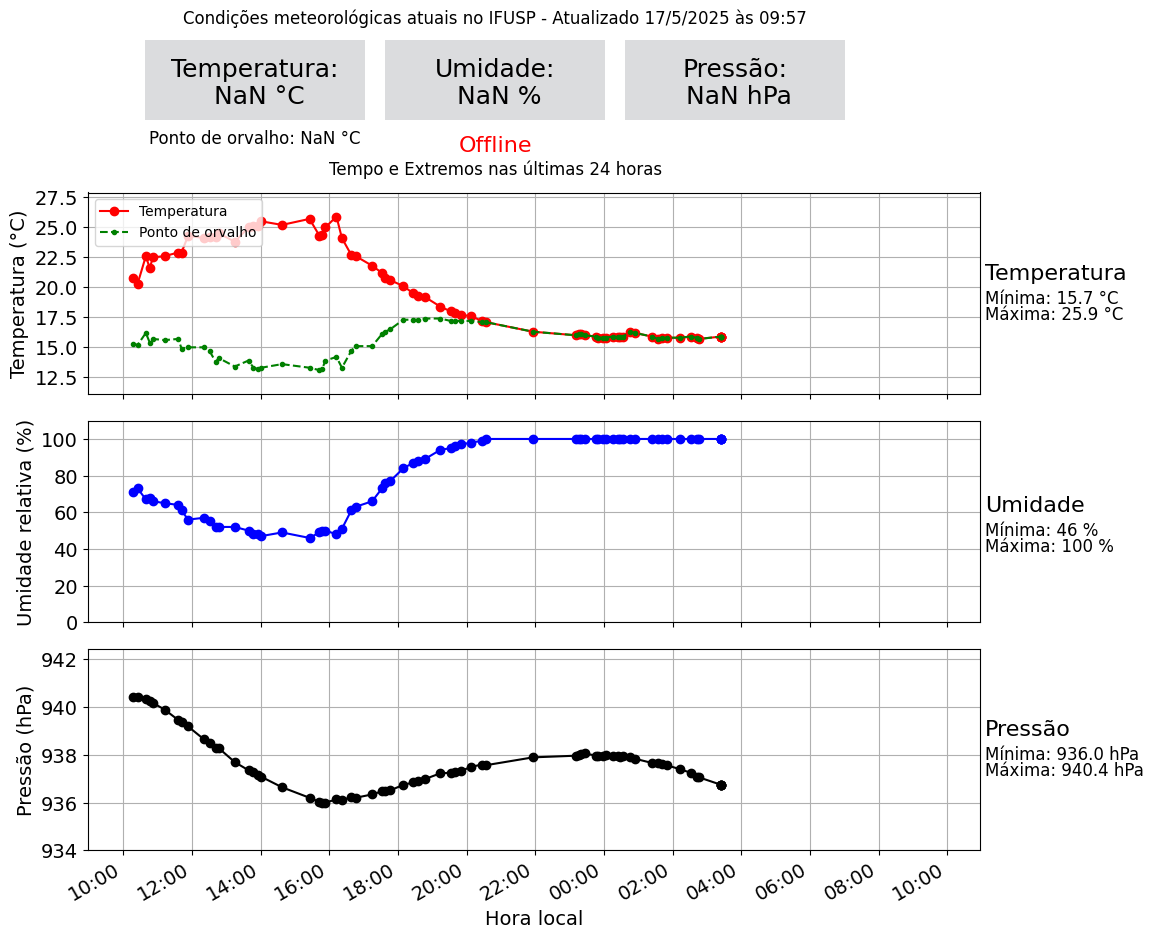 Condições meteorológicas atuais no IFUSP - Atualizado 17/5/2025 às 09:57
Temperatura:
NaN °C
Umidade:
NaN %
Pressão:
NaN hPa
Ponto de orvalho: NaN °C
Offline
Tempo e Extremos nas últimas 24 horas
Temperatura (°C)
27.5
25.0
22.5
20.0
17.5
15.0
12.5
Temperatura
Ponto de orvalho
Temperatura
Mínima: 15.7 °C
Máxima: 25.9 °C
Umidade relativa (%)
100
80
60
40
20
0
Umidade
Mínima: 46 %
Máxima: 100 %
Pressão (hPa)
942
940
938
936
934
Pressão
Mínima: 936.0 hPa
Máxima: 940.4 hPa
10:00 12:00 14:00 16:00 18:00 20:00 22:00 00:00 02:00 04:00 06:00 08:00 10:00
Hora local